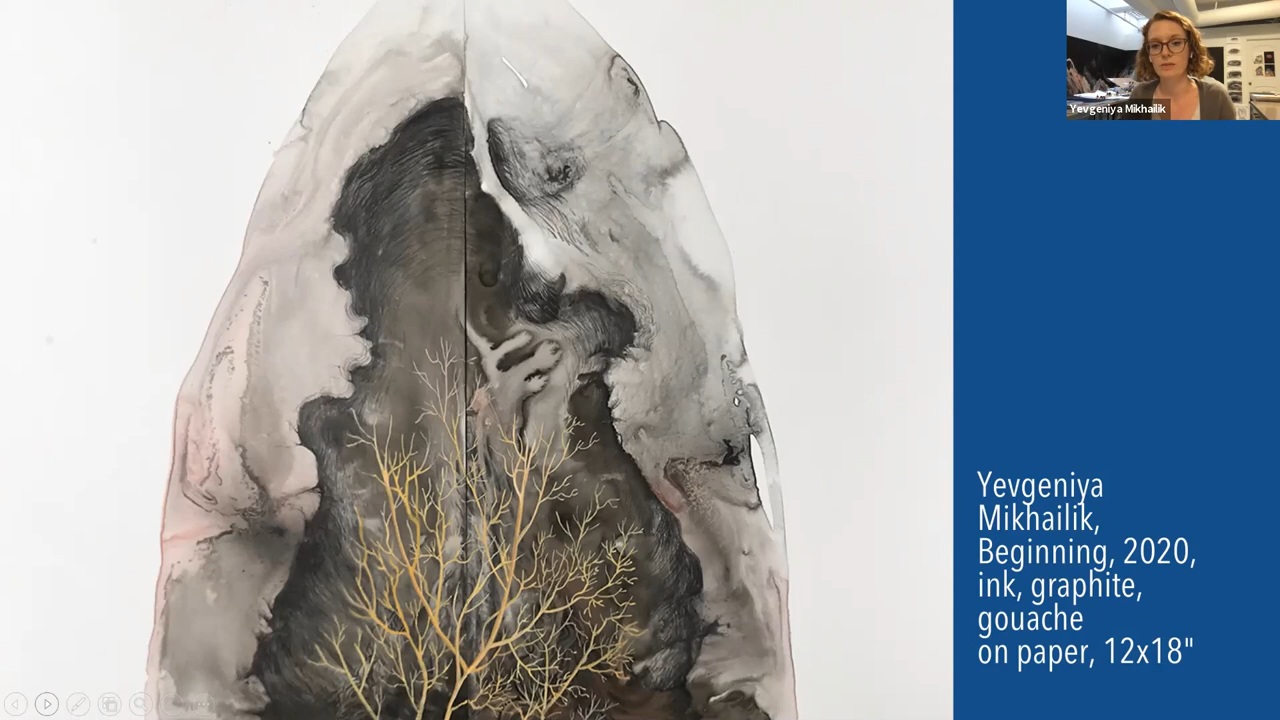 Yevgeniya Mikhailik
Yevgeniya
Mikhailik,
Beginning, 2020,
ink, graphite,
gouache
on paper, 12x18"